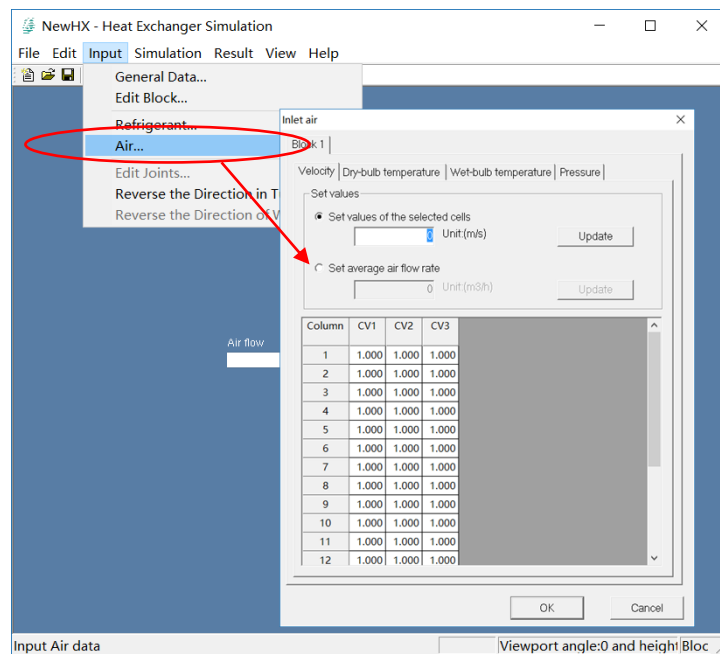 NewHX - Heat Exchanger Simulation
File Edit Input Simulation Result View Help
General Data...
Edit Block...
Refrigerant...
Air...
Edit Joints...
Reverse the Direction in T
Reverse the Direction of W
Inlet air
Block 1
Velocity Dry-bulb temperature Wet-bulb temperature Pressure
Set values
Set values of the selected cells
0 Unit:(m/s) Update
Set average air flow rate
0 Unit:(m3/h) Update
Air flow
Column CV1 CV2 CV3
1 1.000 1.000 1.000
2 1.000 1.000 1.000
3 1.000 1.000 1.000
4 1.000 1.000 1.000
5 1.000 1.000 1.000
6 1.000 1.000 1.000
7 1.000 1.000 1.000
8 1.000 1.000 1.000
9 1.000 1.000 1.000
10 1.000 1.000 1.000
11 1.000 1.000 1.000
12 1.000 1.000 1.000
OK Cancel
Input Air data Viewport angle:0 and height Bloc